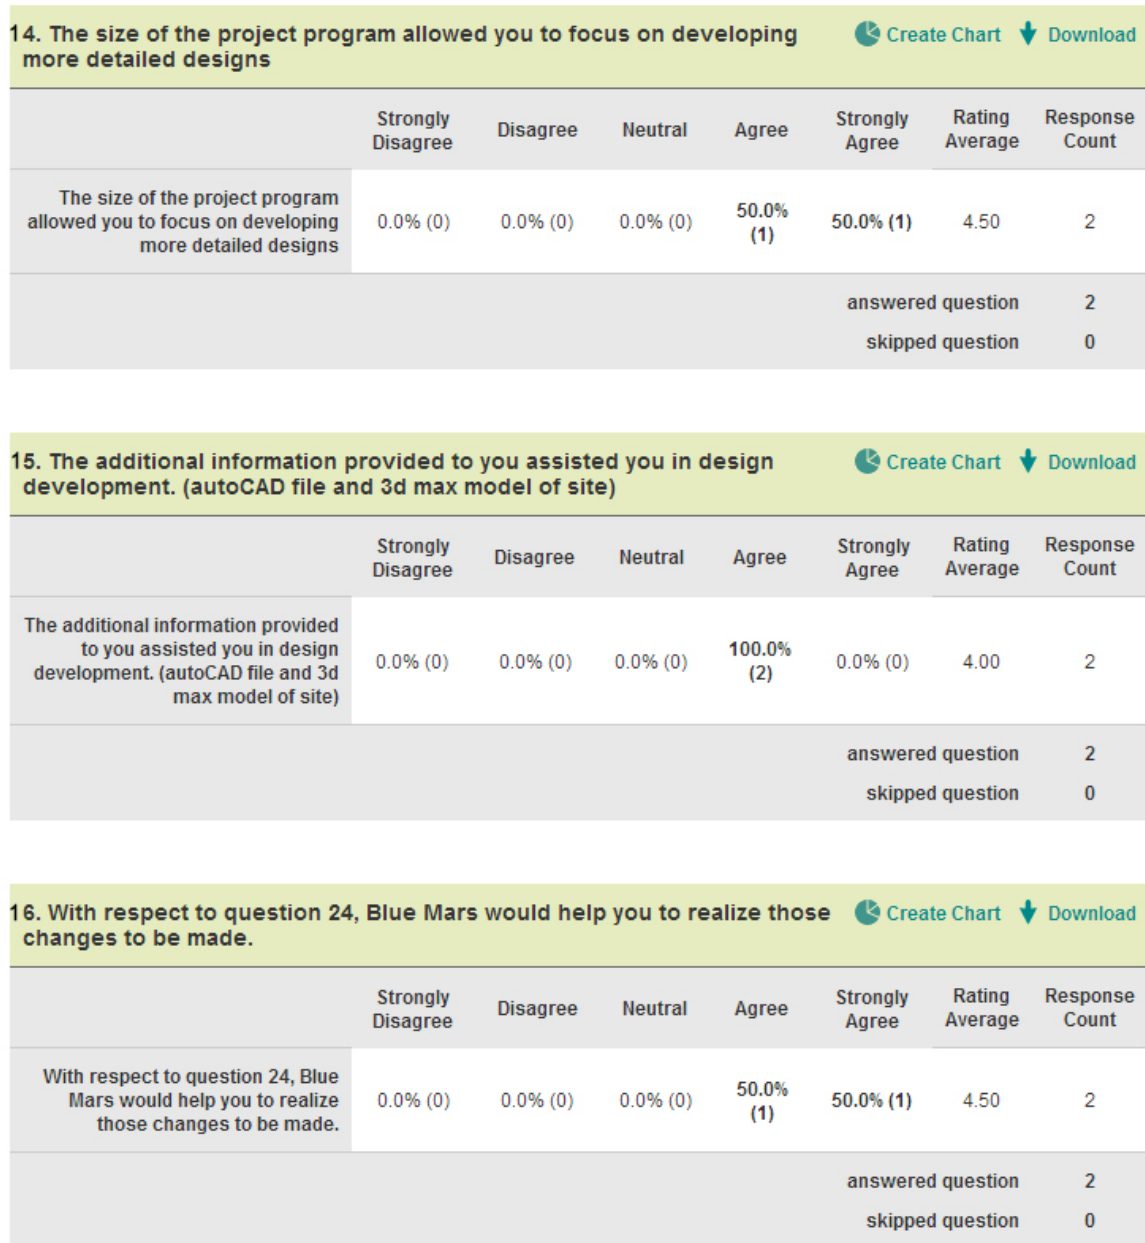 14. The size of the project program allowed you to focus on developing
more detailed designs
Create Chart Download
Strongly Disagree Disagree Neutral Agree Strongly Agree Rating Average Response Count
The size of the project program
allowed you to focus on developing
more detailed designs
0.0% (0) 0.0% (0) 0.0% (0) 50.0% (1) 50.0% (1) 4.50 2
answered question 2
skipped question 0
15. The additional information provided to you assisted you in design
development. (autoCAD file and 3d max model of site)
Create Chart Download
Strongly Disagree Disagree Neutral Agree Strongly Agree Rating Average Response Count
The additional information provided
to you assisted you in design
development. (autoCAD file and 3d
max model of site)
0.0% (0) 0.0% (0) 0.0% (0) 100.0% (2) 0.0% (0) 4.00 2
answered question 2
skipped question 0
16. With respect to question 24, Blue Mars would help you to realize those
changes to be made.
Create Chart Download
Strongly Disagree Disagree Neutral Agree Strongly Agree Rating Average Response Count
With respect to question 24, Blue
Mars would help you to realize
those changes to be made.
0.0% (0) 0.0% (0) 0.0% (0) 50.0% (1) 50.0% (1) 4.50 2
answered question 2
skipped question 0